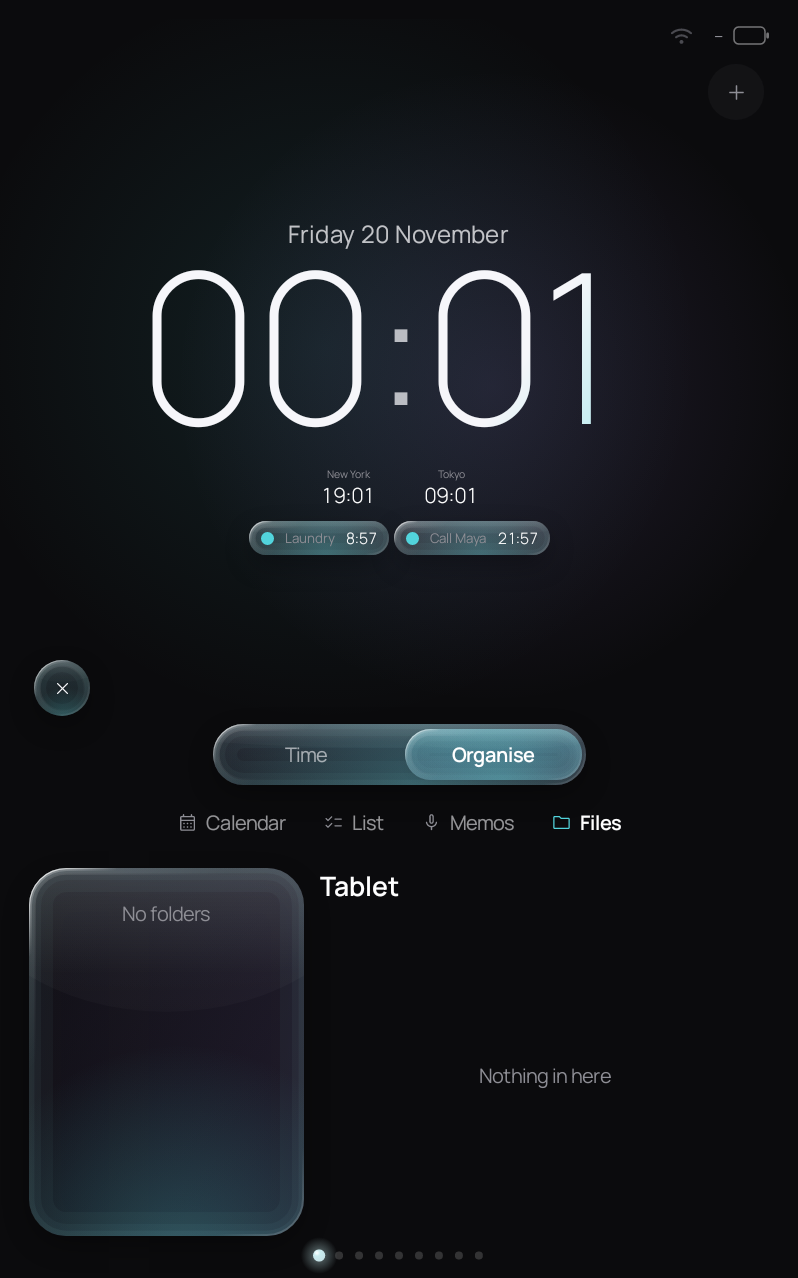 –
+
Friday 20 November
00:01
New York
Tokyo
19:01
09:01
Laundry 8:57
Call Maya 21:57
Time
Organise
Calendar
List
Memos
Files
No folders
Tablet
Nothing in here